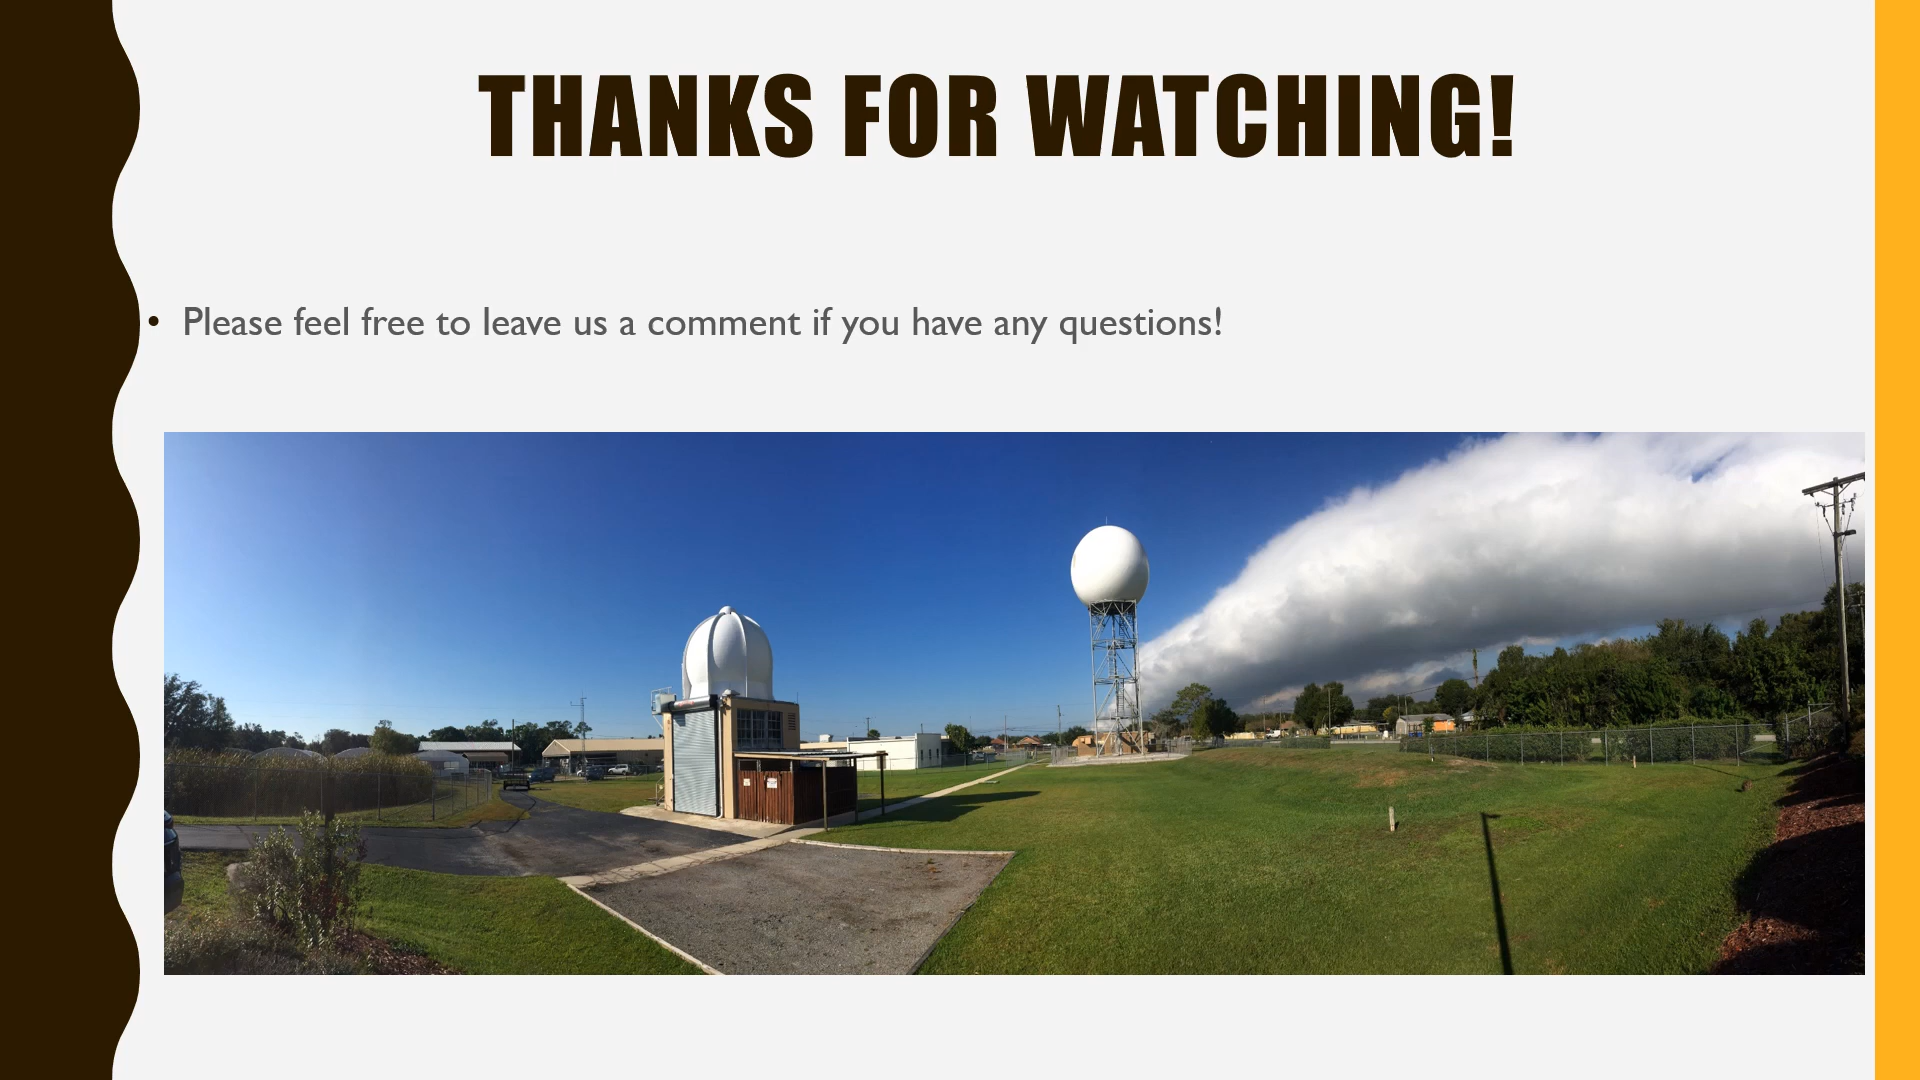 THANKS FOR WATCHING!
• Please feel free to leave us a comment if you have any questions!